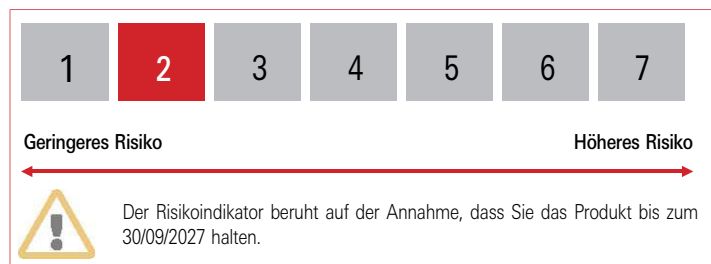 1 2 3 4 5 6 7
Geringeres Risiko Höheres Risiko
Der Risikoindikator beruht auf der Annahme, dass Sie das Produkt bis zum
30/09/2027 halten.